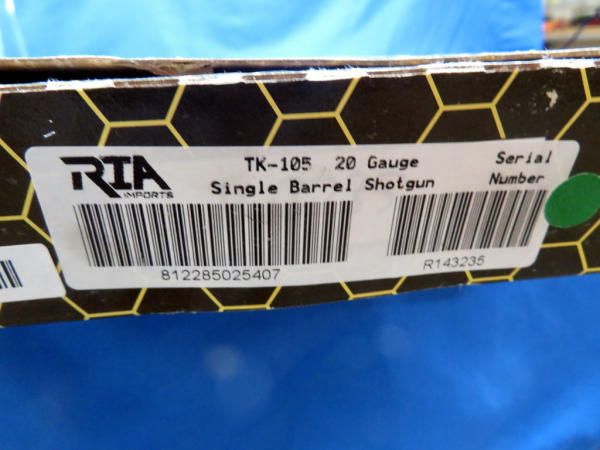 RIA
IMPORTS
TK-105 20 Gauge
Single Barrel Shotgun
Serial
Number
812285025407
R143235